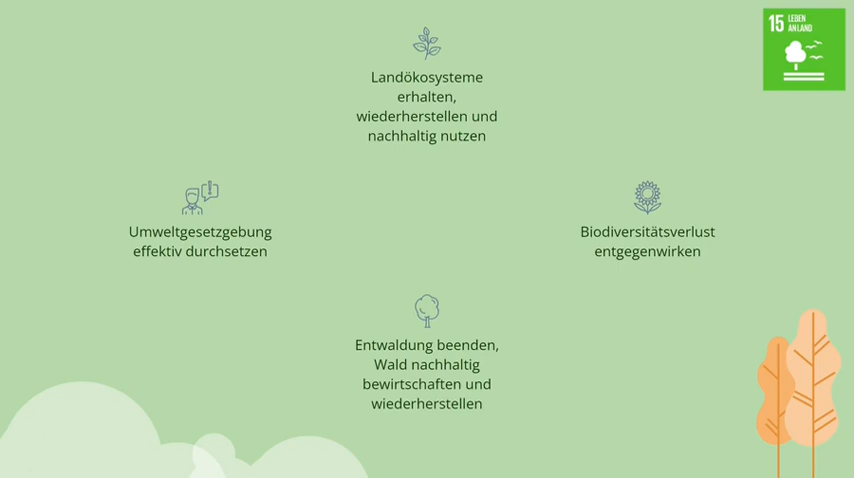 15 LEBEN
AN LAND
Landökosysteme
erhalten,
wiederherstellen und
nachhaltig nutzen
Umweltgesetzgebung
effektiv durchsetzen
Biodiversitätsverlust
entgegenwirken
Entwaldung beenden,
Wald nachhaltig
bewirtschaften und
wiederherstellen